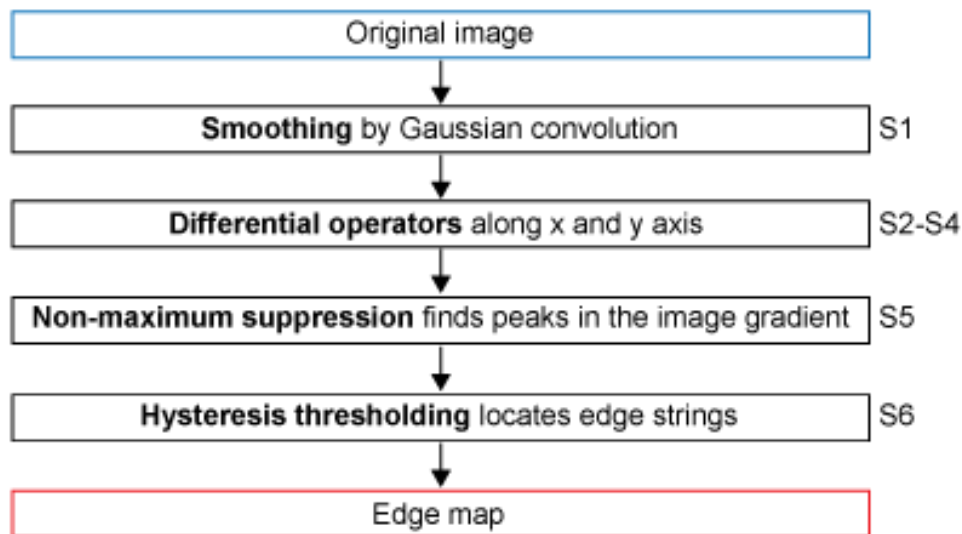 Original image
Smoothing by Gaussian convolution S1
Differential operators along x and y axis S2-S4
Non-maximum suppression finds peaks in the image gradient S5
Hysteresis thresholding locates edge strings S6
Edge map